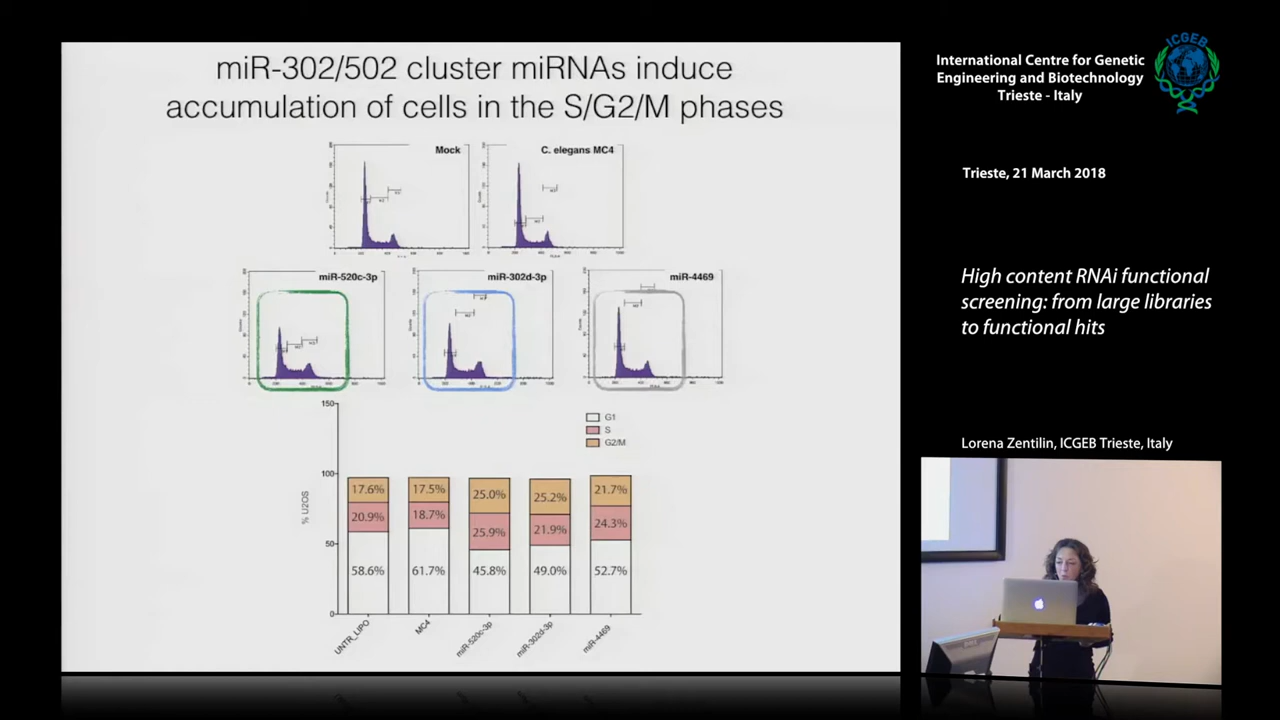 miR-302/502 cluster miRNAs induce
accumulation of cells in the S/G2/M phases
Mock
C. elegans MC4
miR-520c-3p
miR-302d-3p
miR-4469
150
100
50
0
% U2OS
G1
S
G2/M
17.6%
17.5%
25.0%
25.2%
21.7%
20.9%
18.7%
25.9%
21.9%
24.3%
58.6%
61.7%
45.8%
49.0%
52.7%
UNTR_LIPO
MC4
miR-520c-3p
miR-302d-3p
miR-4469
International Centre for Genetic
Engineering and Biotechnology
Trieste - Italy
ICGEB
Trieste, 21 March 2018
High content RNAi functional
screening: from large libraries
to functional hits
Lorena Zentilin, ICGEB Trieste, Italy